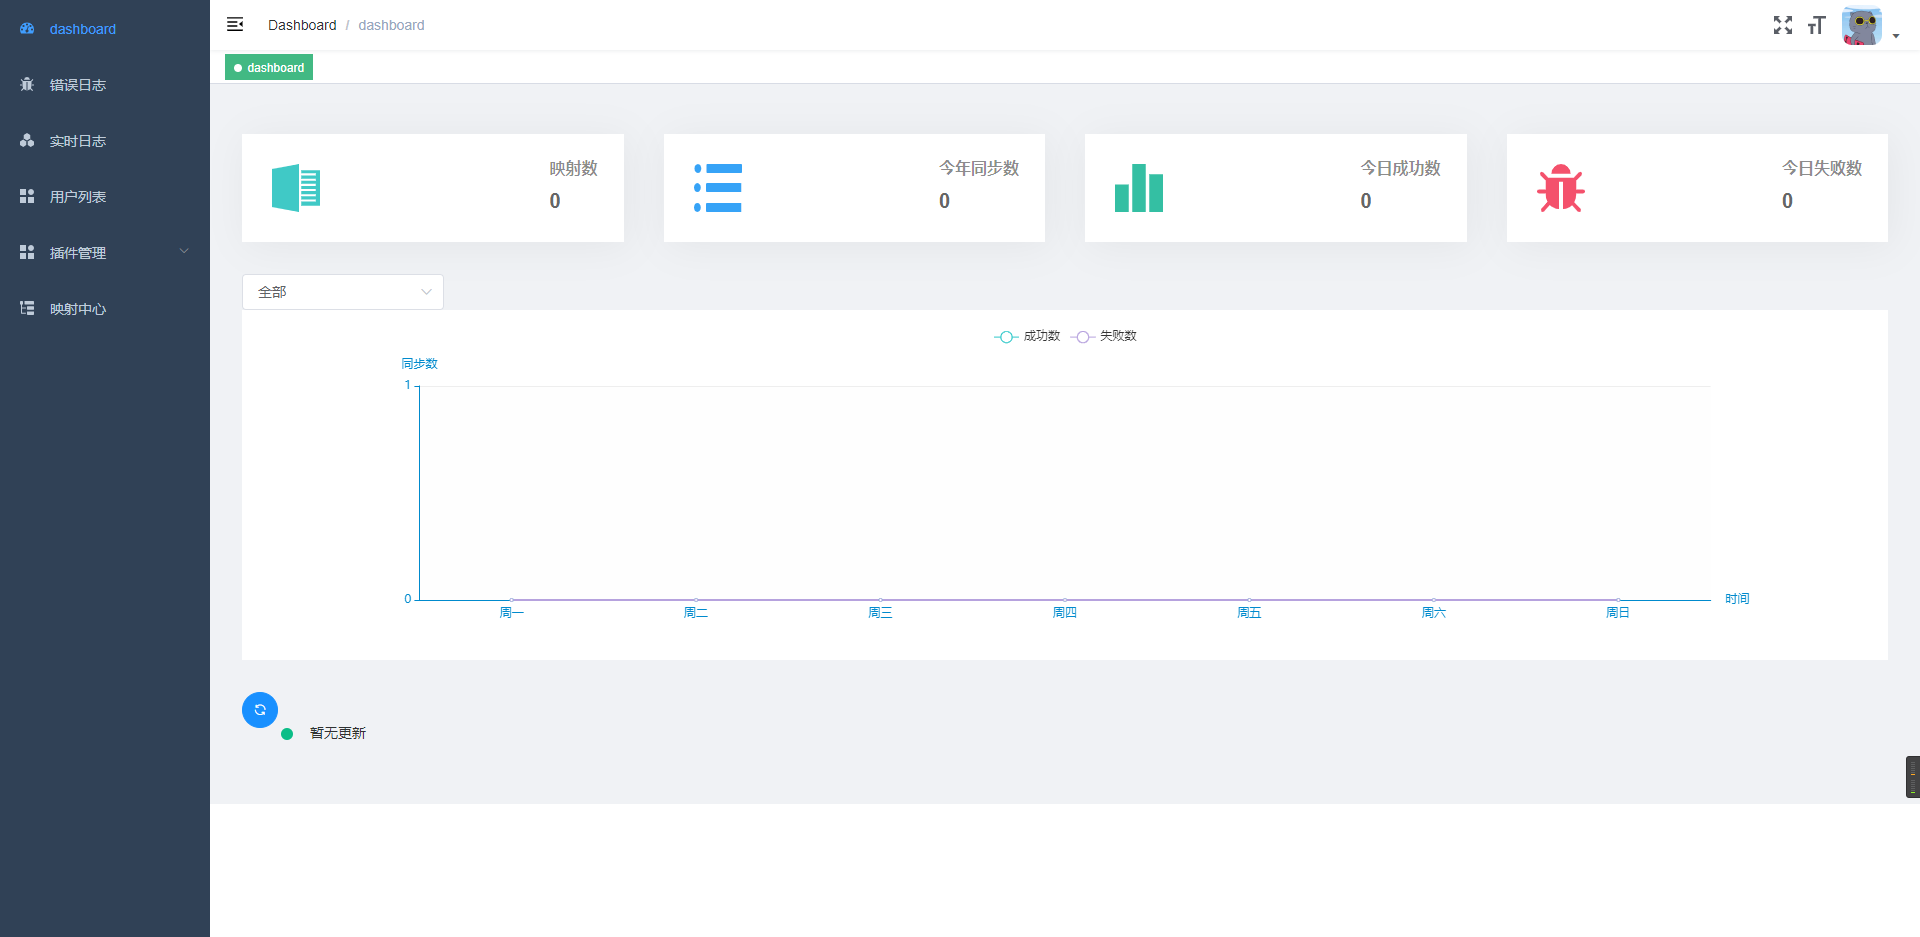 dashboard
错误日志
实时日志
用户列表
插件管理
映射中心
Dashboard / dashboard
dashboard
映射数
0
今年同步数
0
今日成功数
0
今日失败数
0
全部
成功数 失败数
同步数
1
0
周一 周二 周三 周四 周五 周六 周日 时间
暂无更新